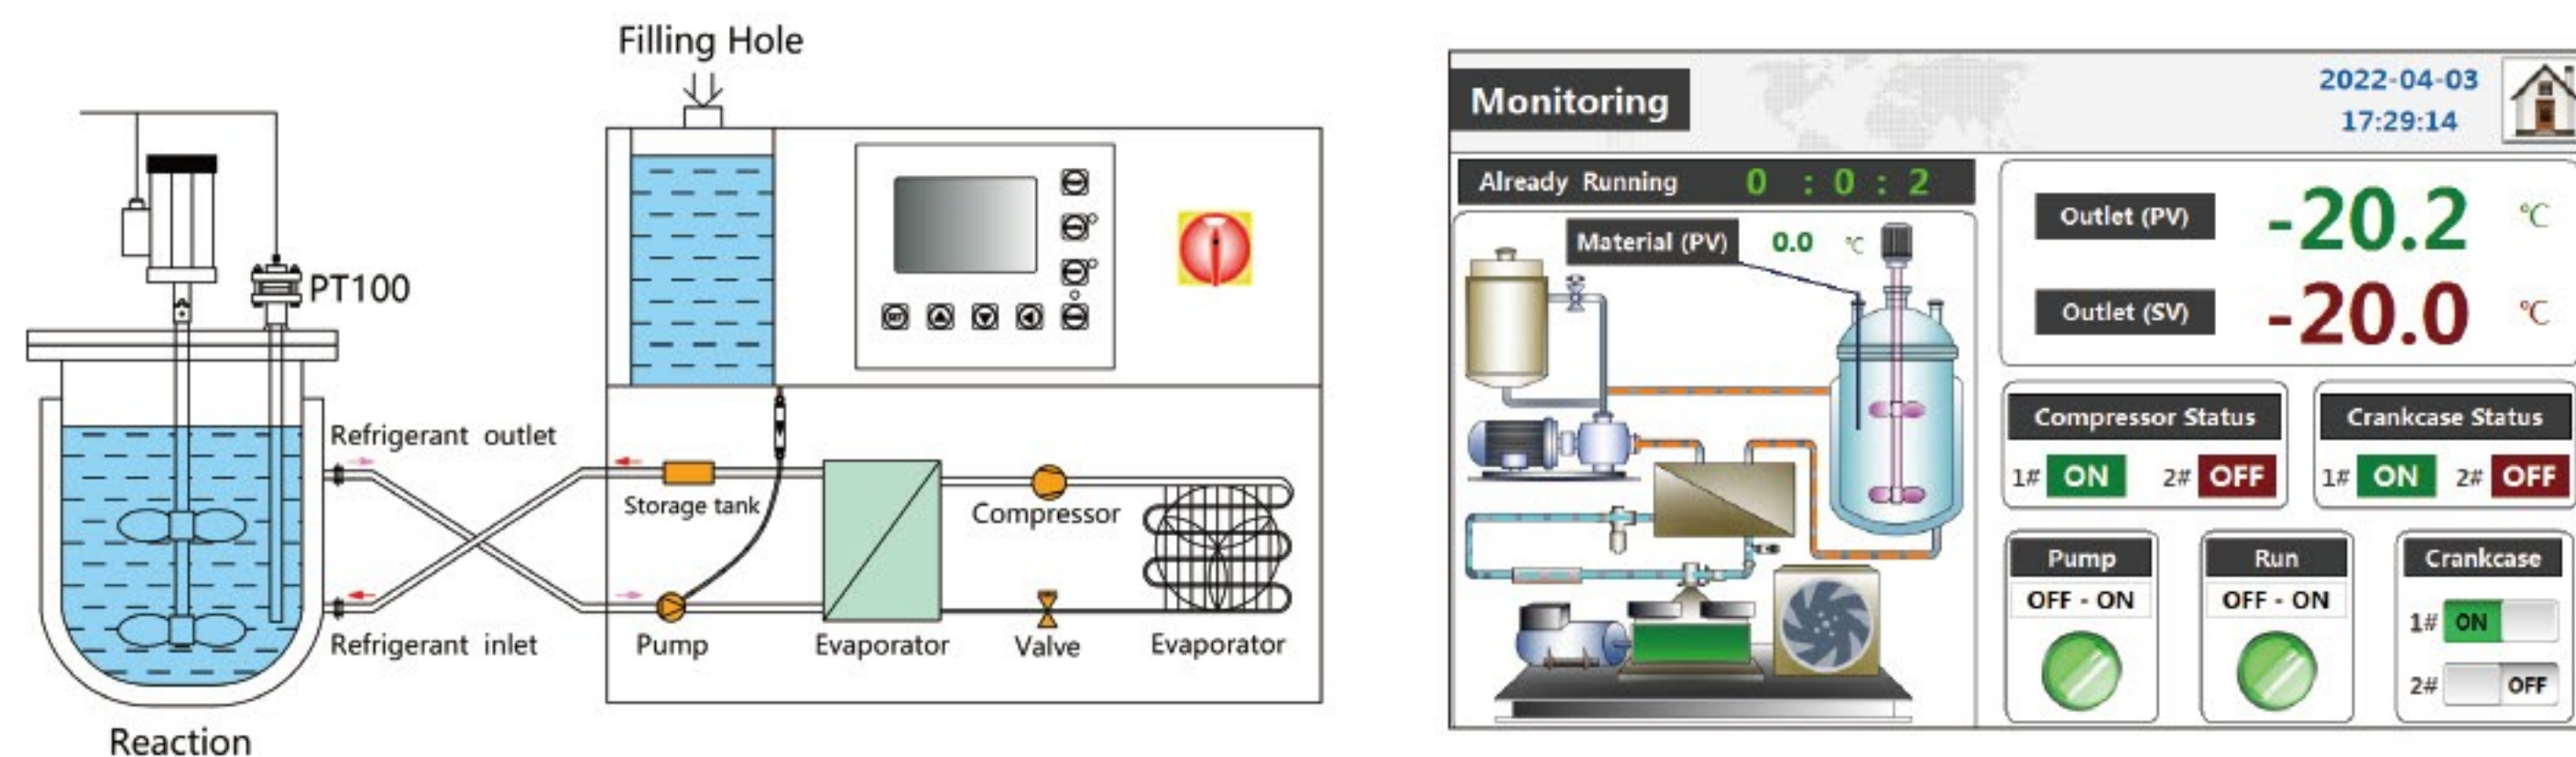 Filling Hole
PT100
Refrigerant outlet
Storage tank
Compressor
Refrigerant inlet
Pump
Evaporator
Valve
Evaporator
Reaction
Monitoring
2022-04-03
17:29:14
Already Running 0 : 0 : 2
Material (PV) 0.0 ℃
Outlet (PV) -20.2 ℃
Outlet (SV) -20.0 ℃
Compressor Status
1# ON 2# OFF
Crankcase Status
1# ON 2# OFF
Pump
OFF - ON
Run
OFF - ON
Crankcase
1# ON
2# OFF